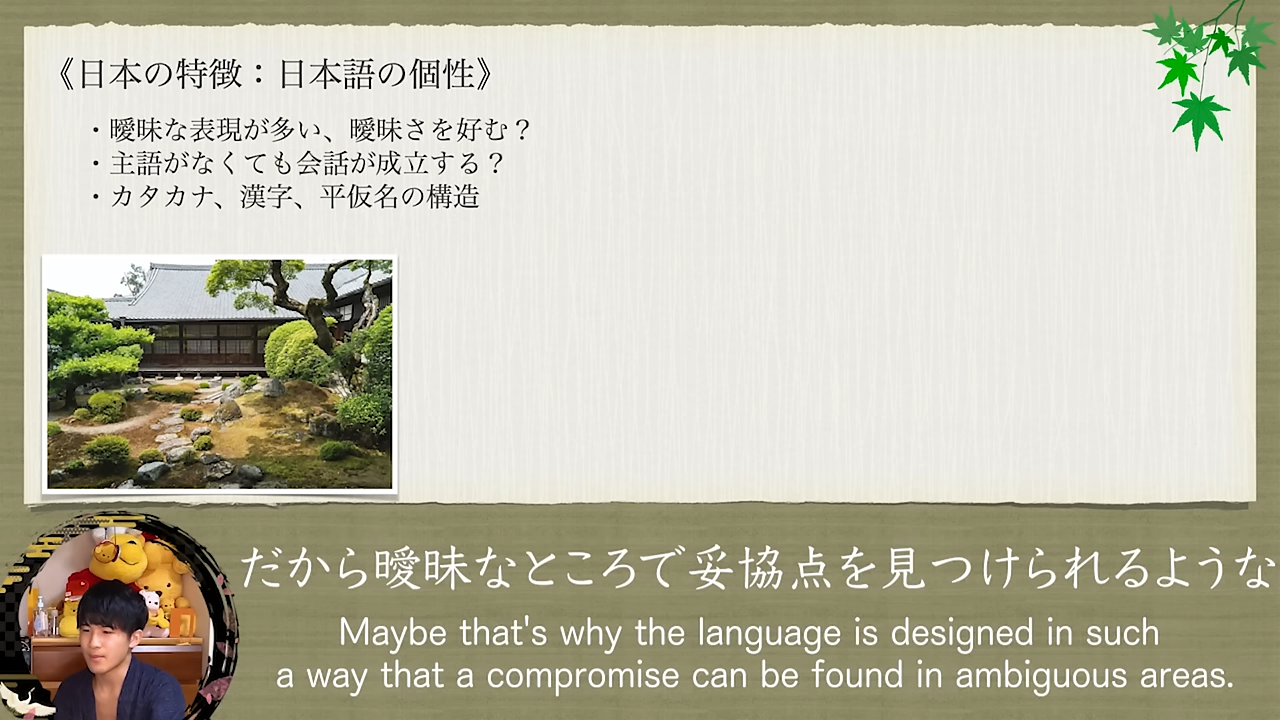 《日本の特徴：日本語の個性》
・曖昧な表現が多い、曖昧さを好む？
・主語がなくても会話が成立する？
・カタカナ、漢字、平仮名の構造
だから曖昧なところで妥協点を見つけられるような
Maybe that's why the language is designed in such
a way that a compromise can be found in ambiguous areas.